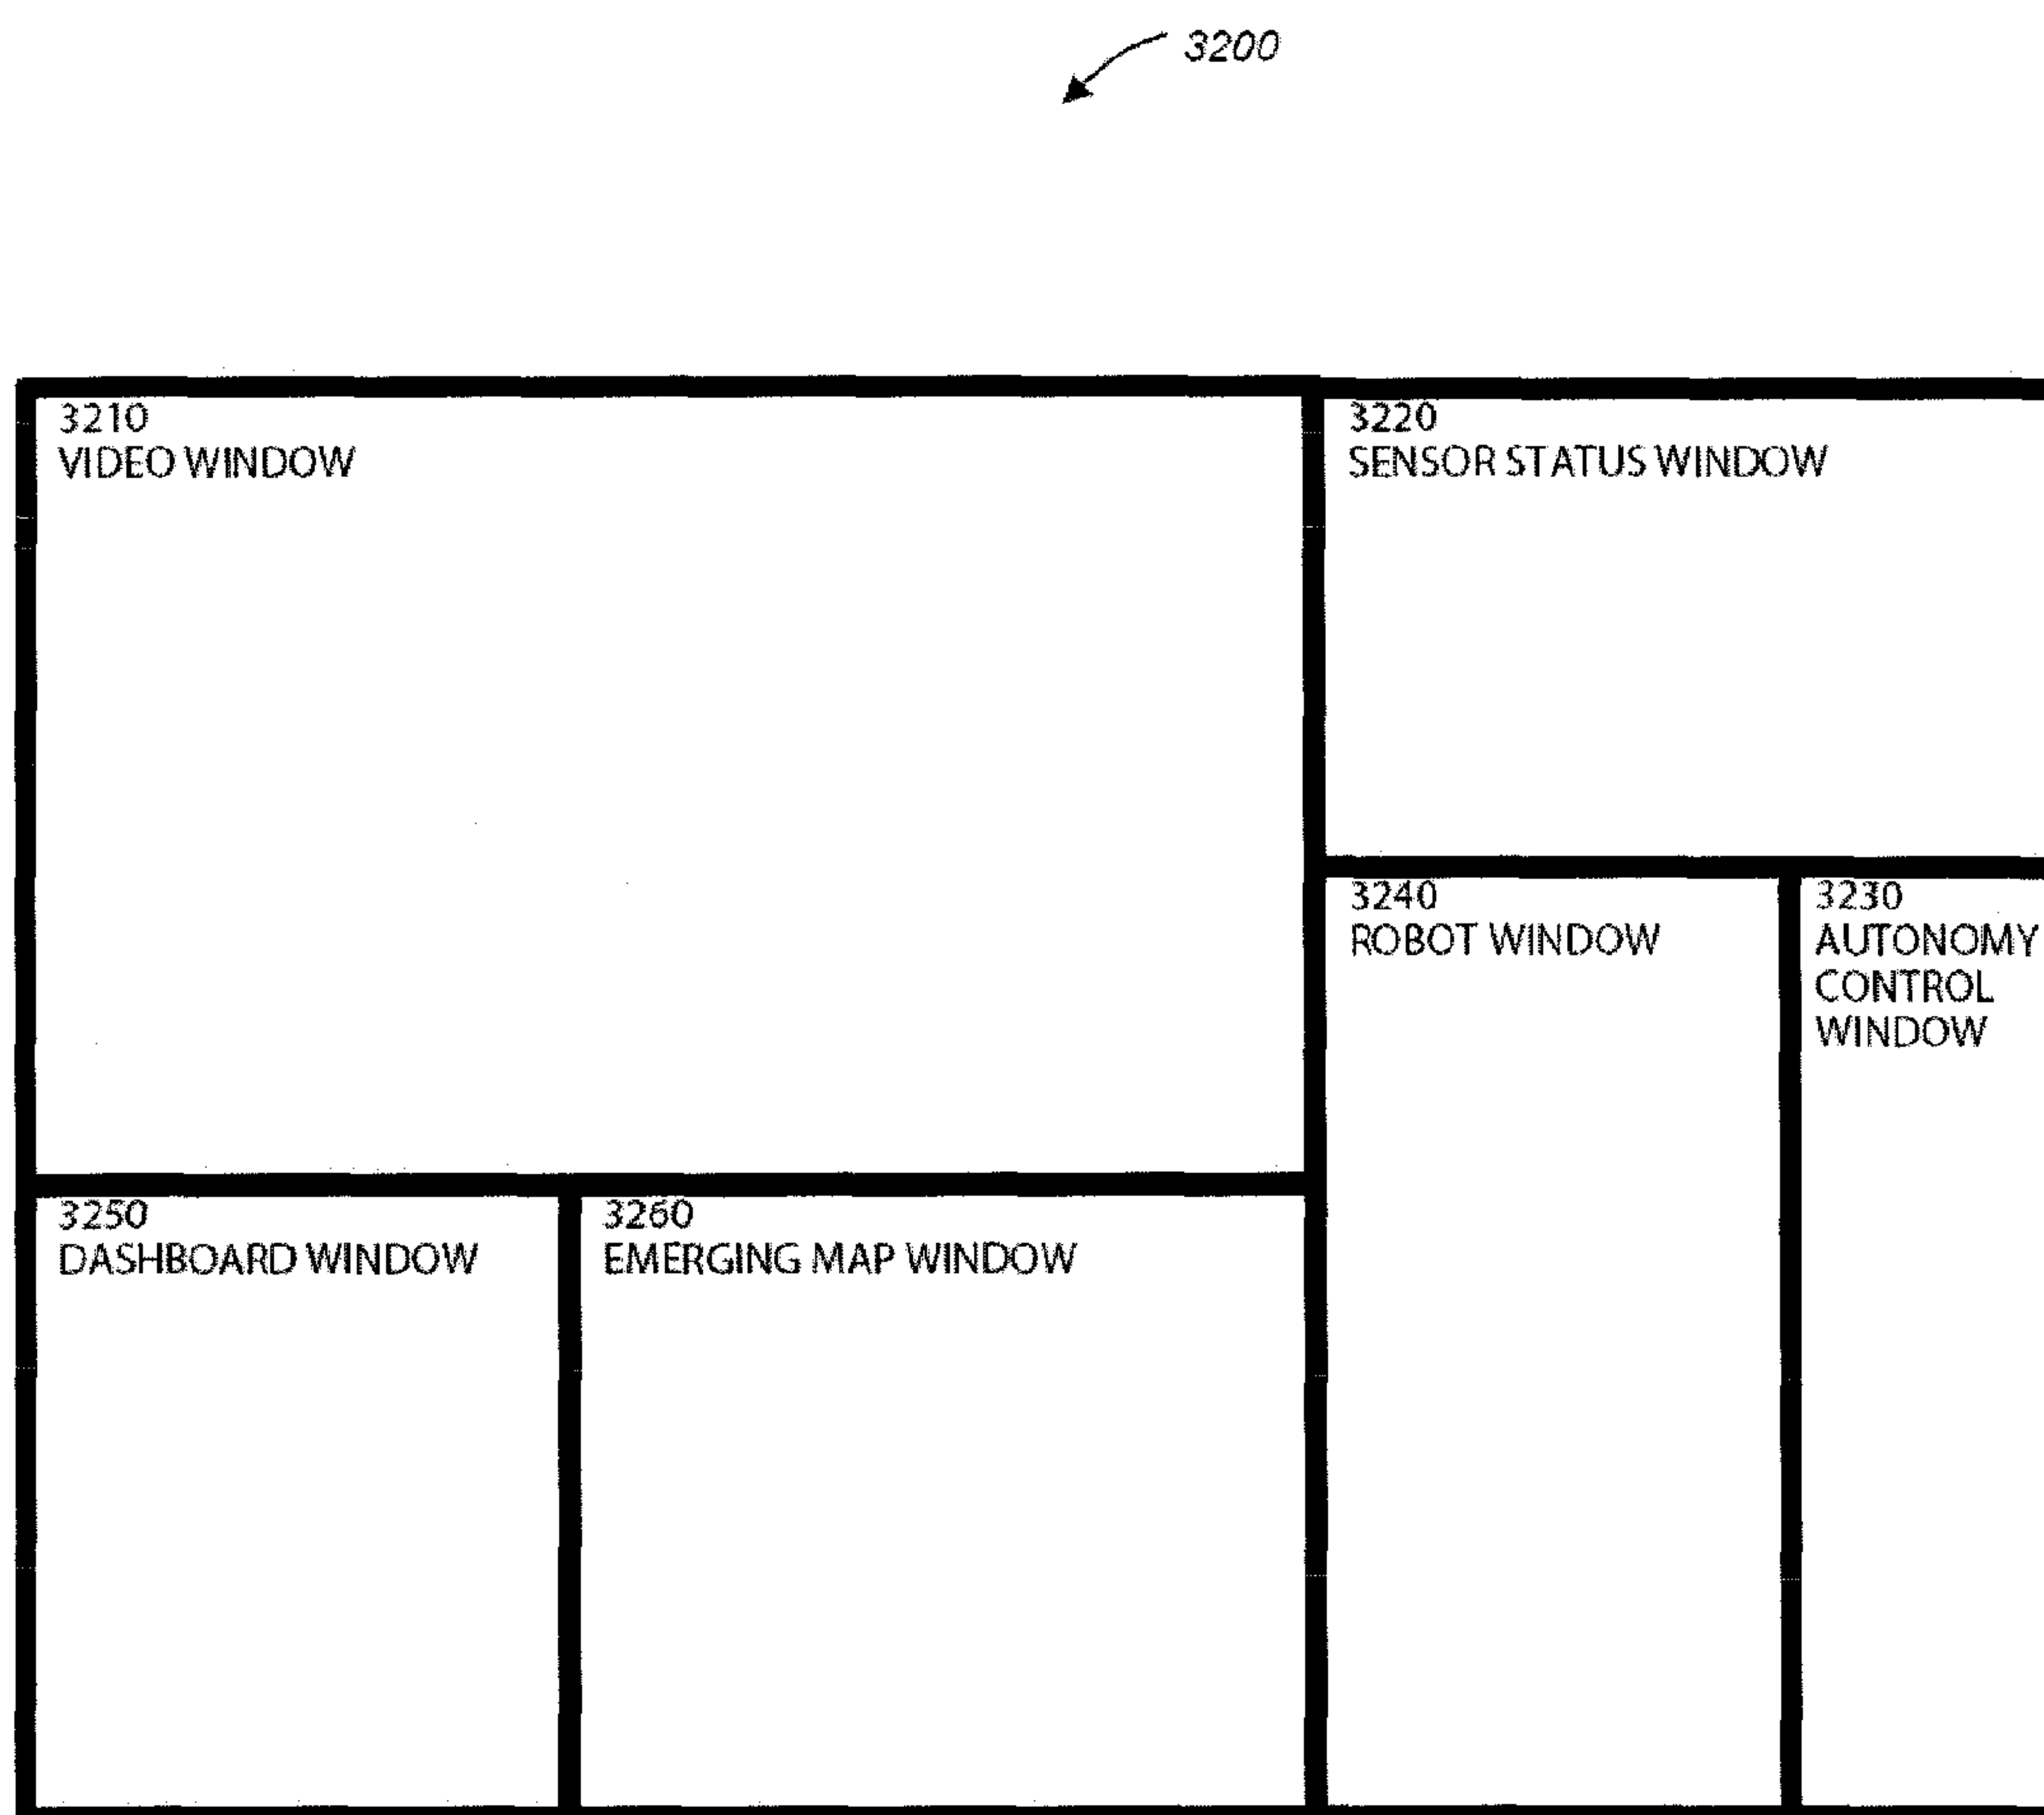 3200
3210
VIDEO WINDOW
3220
SENSOR STATUS WINDOW
3240
ROBOT WINDOW
3230
AUTONOMY
CONTROL
WINDOW
3250
DASHBOARD WINDOW
3260
EMERGING MAP WINDOW